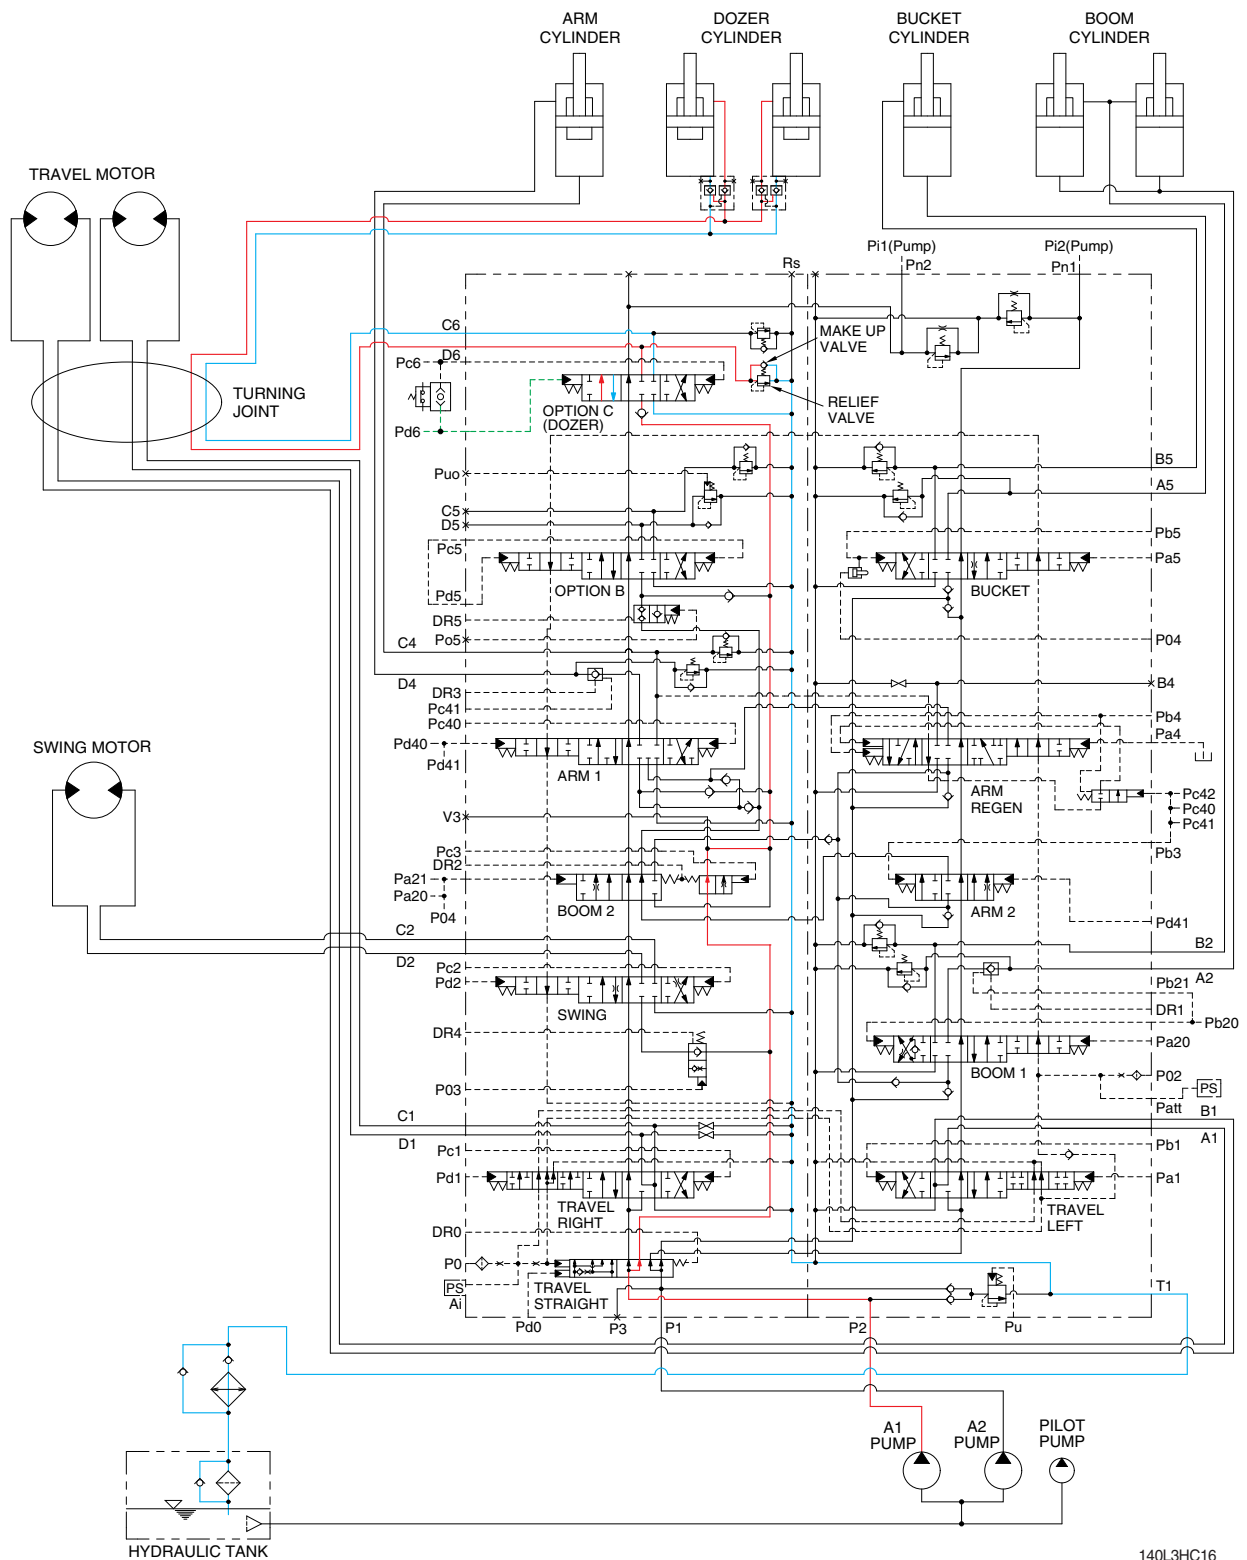 ARM
CYLINDER
DOZER
CYLINDER
BUCKET
CYLINDER
BOOM
CYLINDER
TRAVEL MOTOR
TURNING
JOINT
Pi1(Pump)
Pn2
Pi2(Pump)
Pn1
Rs
C6
D6
Pc6
Pd6
MAKE UP
VALVE
RELIEF
VALVE
OPTION C
(DOZER)
Puo
C5
D5
Pc5
Pd5
OPTION B
DR5
Po5
C4
D4
DR3
Pc41
Pc40
Pd40
Pd41
ARM 1
B5
A5
Pb5
Pa5
BUCKET
P04
B4
Pb4
Pa4
ARM
REGEN
Pc42
Pc40
Pc41
SWING MOTOR
V3
Pc3
DR2
Pa21
Pa20
P04
BOOM 2
Pb3
ARM 2
Pd41
C2
D2
Pc2
Pd2
SWING
B2
A2
Pb21
DR1
Pb20
Pa20
BOOM 1
DR4
P03
P02
PS
Patt
C1
D1
Pc1
Pd1
TRAVEL
RIGHT
B1
A1
Pb1
Pa1
TRAVEL
LEFT
DR0
P0
PS
Ai
TRAVEL
STRAIGHT
Pd0
P3
P1
P2
Pu
T1
A1
PUMP
A2
PUMP
PILOT
PUMP
HYDRAULIC TANK
140L3HC16